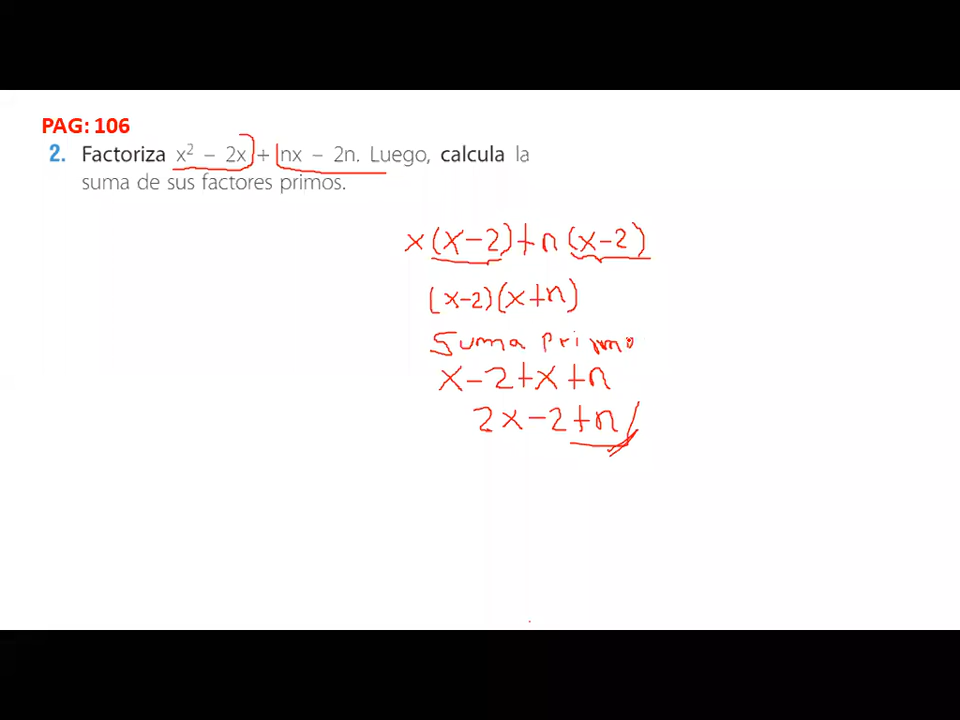 PAG: 106
2. Factoriza x² – 2x + nx – 2n. Luego, calcula la
suma de sus factores primos.
x(x-2)+n(x-2)
(x-2)(x+n)
Suma primo
x-2+x+n
2x-2+n